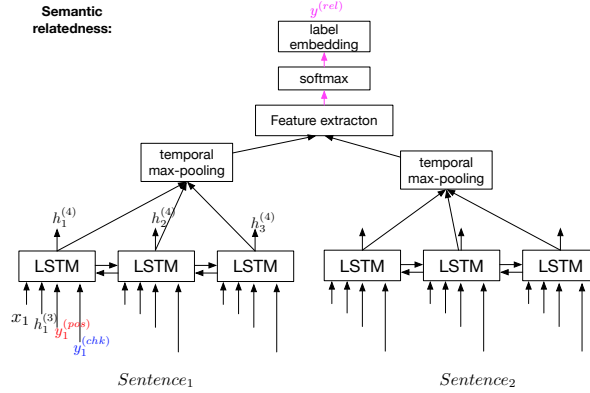 Semantic
relatedness:
y^{(rel)}
label
embedding
softmax
Feature extracton
temporal
max-pooling
temporal
max-pooling
h_1^{(4)} h_2^{(4)} h_3^{(4)}
LSTM LSTM LSTM LSTM LSTM LSTM
x_1 h_1^{(3)} y_1^{(pos)}
y_1^{(chk)}
Sentence_1 Sentence_2